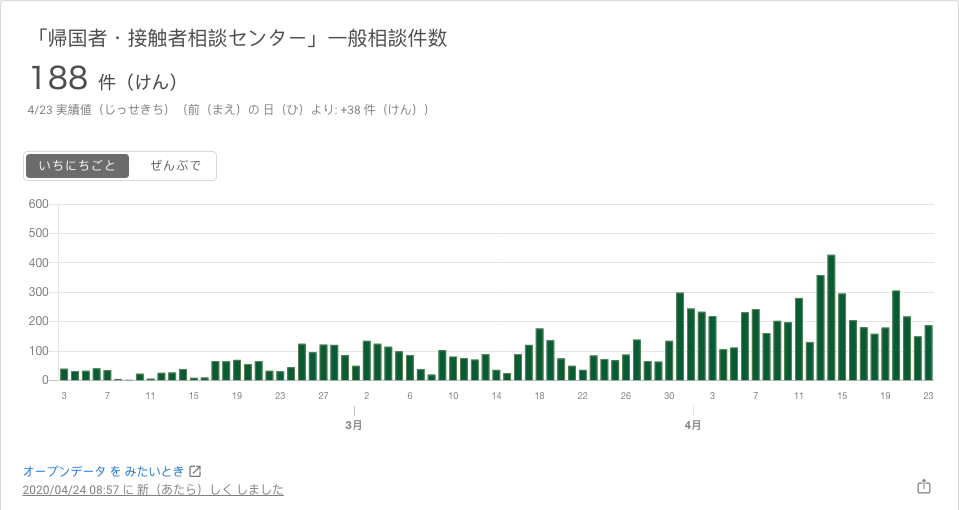 「帰国者・接触者相談センター」一般相談件数
188 件（けん）
4/23 実績値（じっせきち）（前（まえ）の 日（ひ）より: +38 件（けん））
いちにちごと ぜんぶで
600
500
400
300
200
100
0
3 7 11 15 19 23 25 27 2 6 10 14 18 22 26 30 3 7 11 15 19 23
3月 4月
オープンデータ を みたいとき
2020/04/24 08:57 に 新（あたら）しく しました